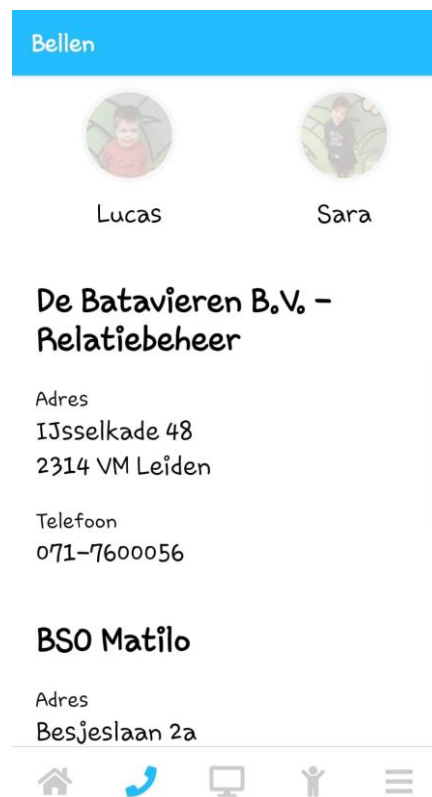 Bellen
Lucas
Sara
De Batavieren B.V. –
Relatiebeheer
Adres
IJsselkade 48
2314 VM Leiden
Telefoon
071-7600056
BSO Matilo
Adres
Besjeslaan 2a